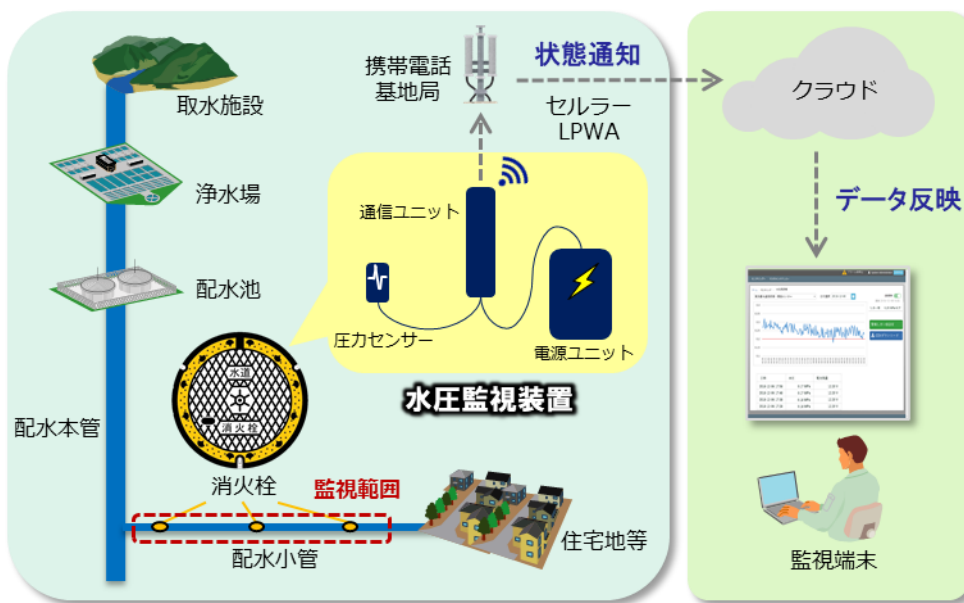 取水施設
浄水場
配水池
配水本管
携帯電話
基地局
状態通知
セルラー
LPWA
通信ユニット
圧力センサー
電源ユニット
水圧監視装置
水道
消火栓
消火栓
監視範囲
配水小管
住宅地等
クラウド
データ反映
監視端末